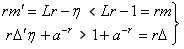 rm' = Lr − η < Lr − 1 = rm
rΔ'η + a⁻ʳ > 1 + a⁻ʳ = rΔ